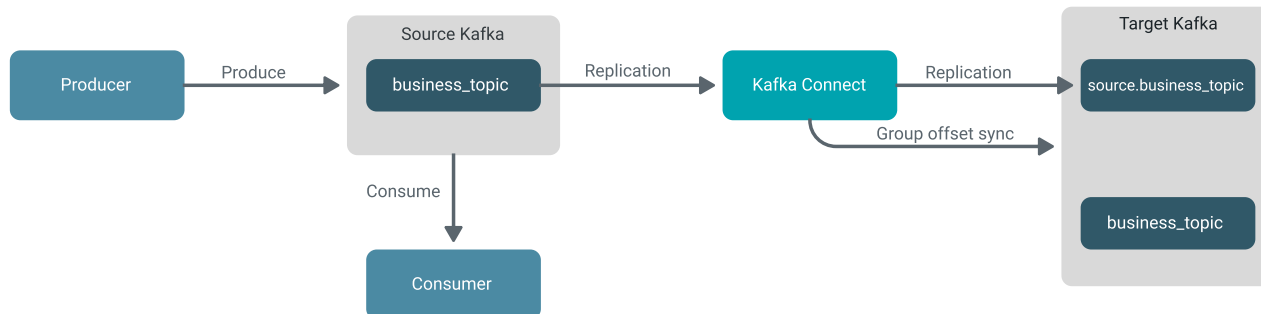 Source Kafka
Target Kafka
Producer
Produce
business_topic
Replication
Kafka Connect
Replication
source.business_topic
Group offset sync
Consume
business_topic
Consumer